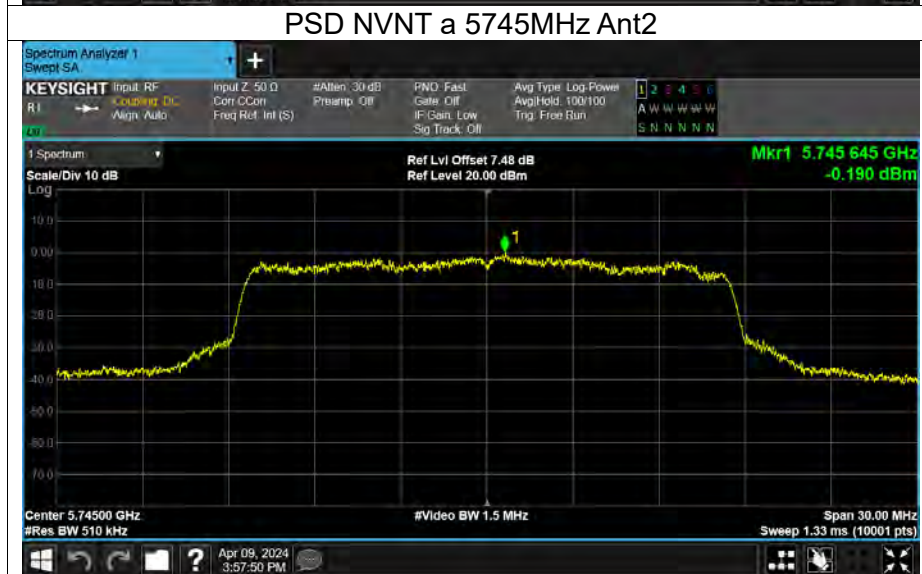 PSD NVNT a 5745MHz Ant2
Spectrum Analyzer 1
Swept SA
+
KEYSIGHT Input: RF Input Z: 50 Ω #Atten: 30 dB PNO: Fast Avg Type: Log-Power 1 2 3 4 5 6
Coupling: DC Corr CCorr Preamp: Off Gate: Off Avg|Hold: 100/100 A W W W W W
Align: Auto Freq Ref: Int (S) IF Gain: Low Trig: Free Run
Sig Track: Off S N N N N N
1 Spectrum
Ref Lvl Offset 7.48 dB Mkr1 5.745 645 GHz
Scale/Div 10 dB Ref Level 20.00 dBm -0.190 dBm
Log
10.0
0.00
1
-10.0
-20.0
-30.0
-40.0
-50.0
-60.0
-70.0
Center 5.74500 GHz #Video BW 1.5 MHz Span 30.00 MHz
#Res BW 510 kHz Sweep 1.33 ms (10001 pts)
? Apr 09, 2024
3:57:50 PM